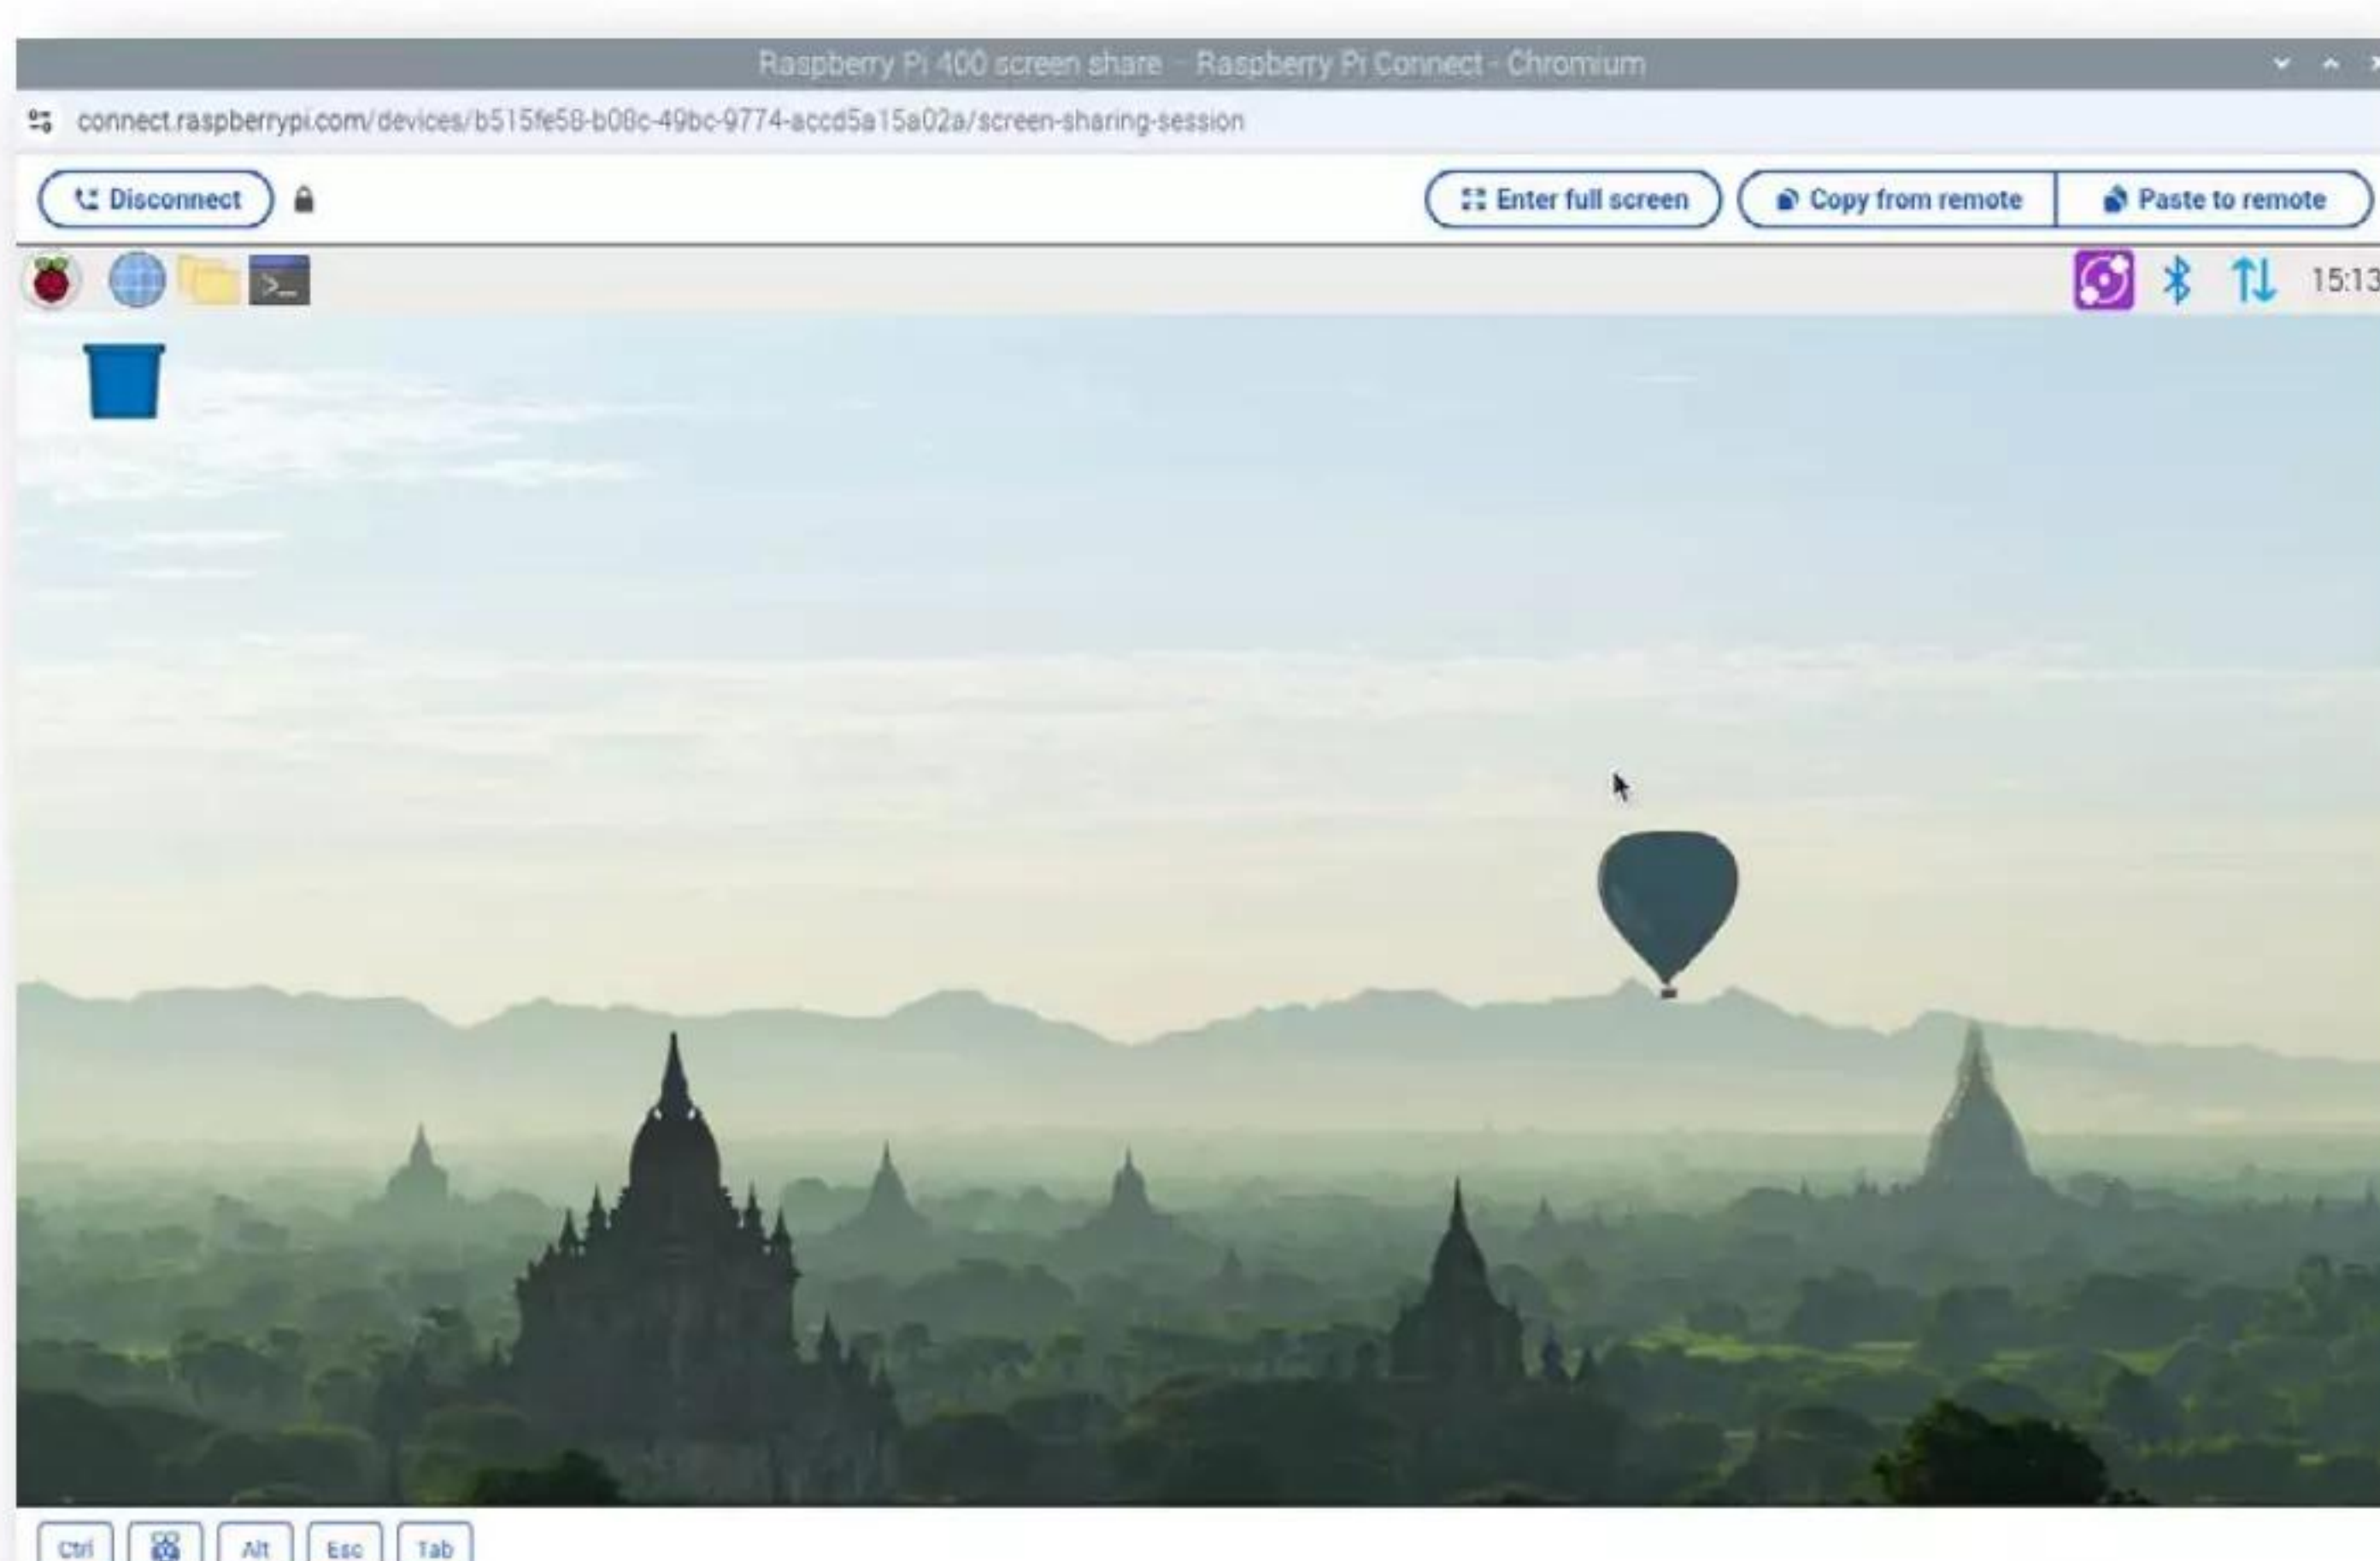 Raspberry Pi 400 screen share – Raspberry Pi Connect - Chromium
connect.raspberrypi.com/devices/b515fe58-b08c-49bc-9774-accd5a15a02a/screen-sharing-session
Disconnect Enter full screen Copy from remote Paste to remote
>_ 15:13
Ctrl Alt Esc Tab